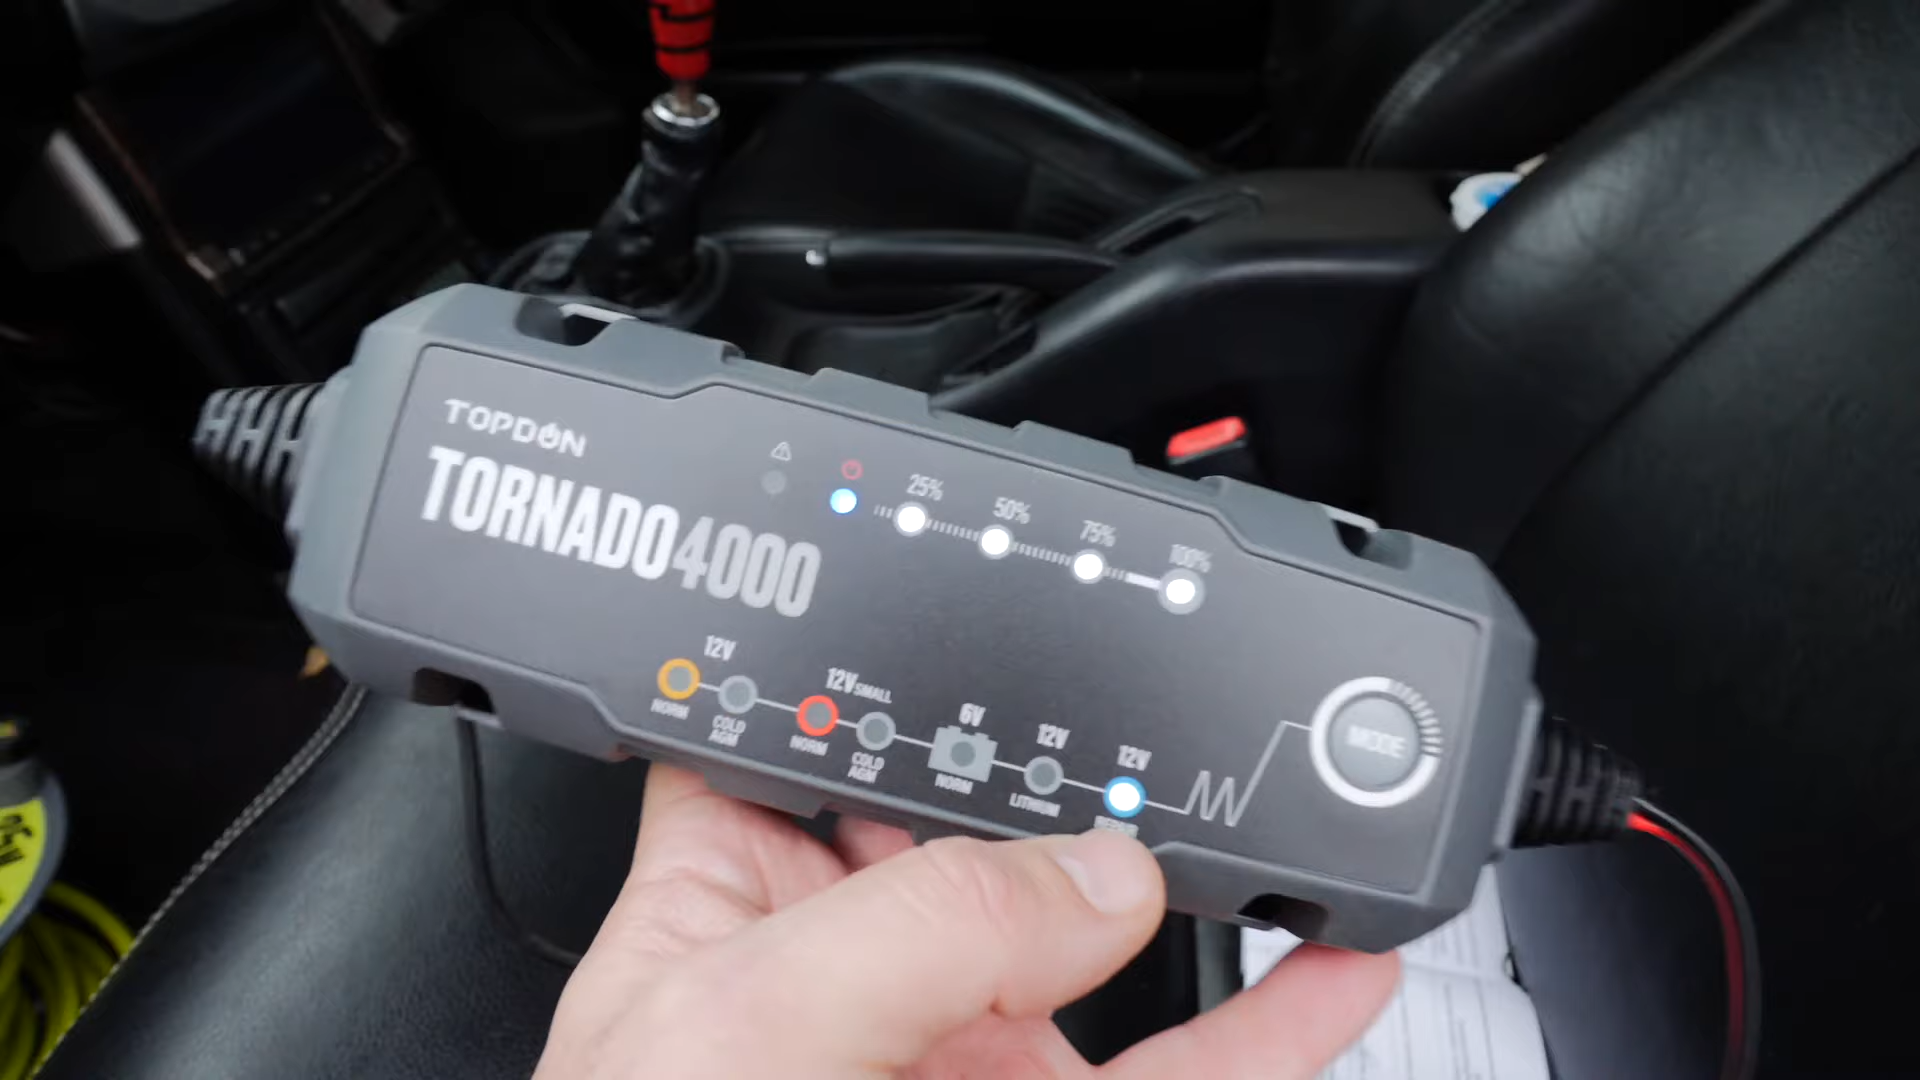 TOPDON
TORNADO4000
25%
50%
75%
100%
12V
NORM
COLD
AGM
12V SMALL
NORM
COLD
AGM
6V
NORM
12V
LITHIUM
12V
MODE